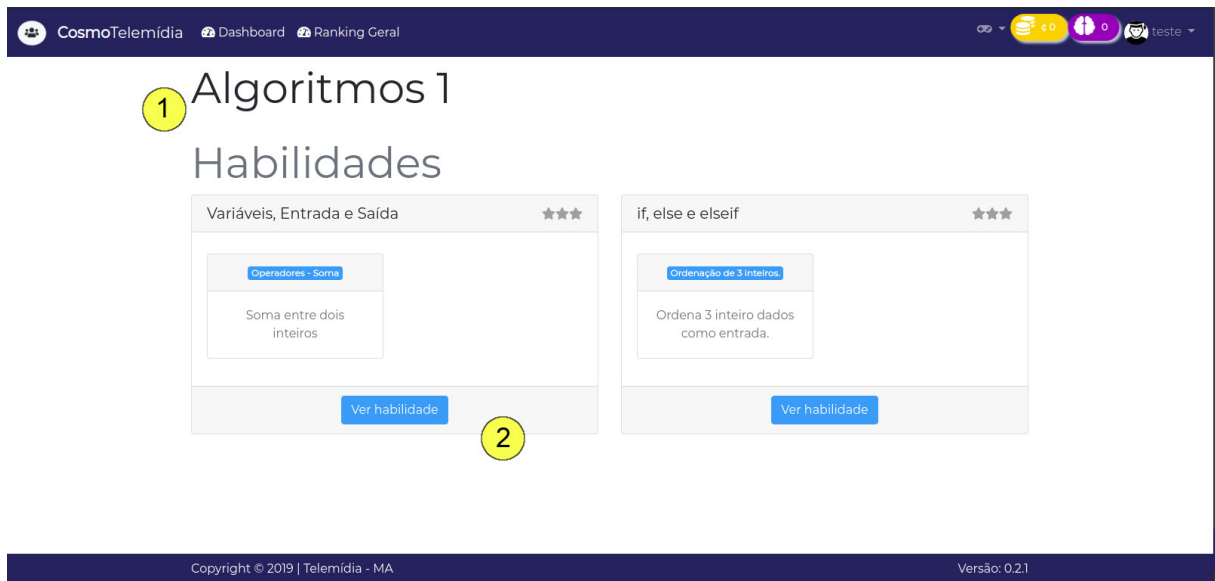 CosmoTelemídia Dashboard Ranking Geral ¢0 0 teste
1
Algoritmos 1
Habilidades
Variáveis, Entrada e Saída
Operadores - Soma
Soma entre dois
inteiros
Ver habilidade
2
if, else e elseif
Ordenação de 3 inteiros.
Ordena 3 inteiro dados
como entrada.
Ver habilidade
Copyright © 2019 | Telemídia - MA
Versão: 0.2.1